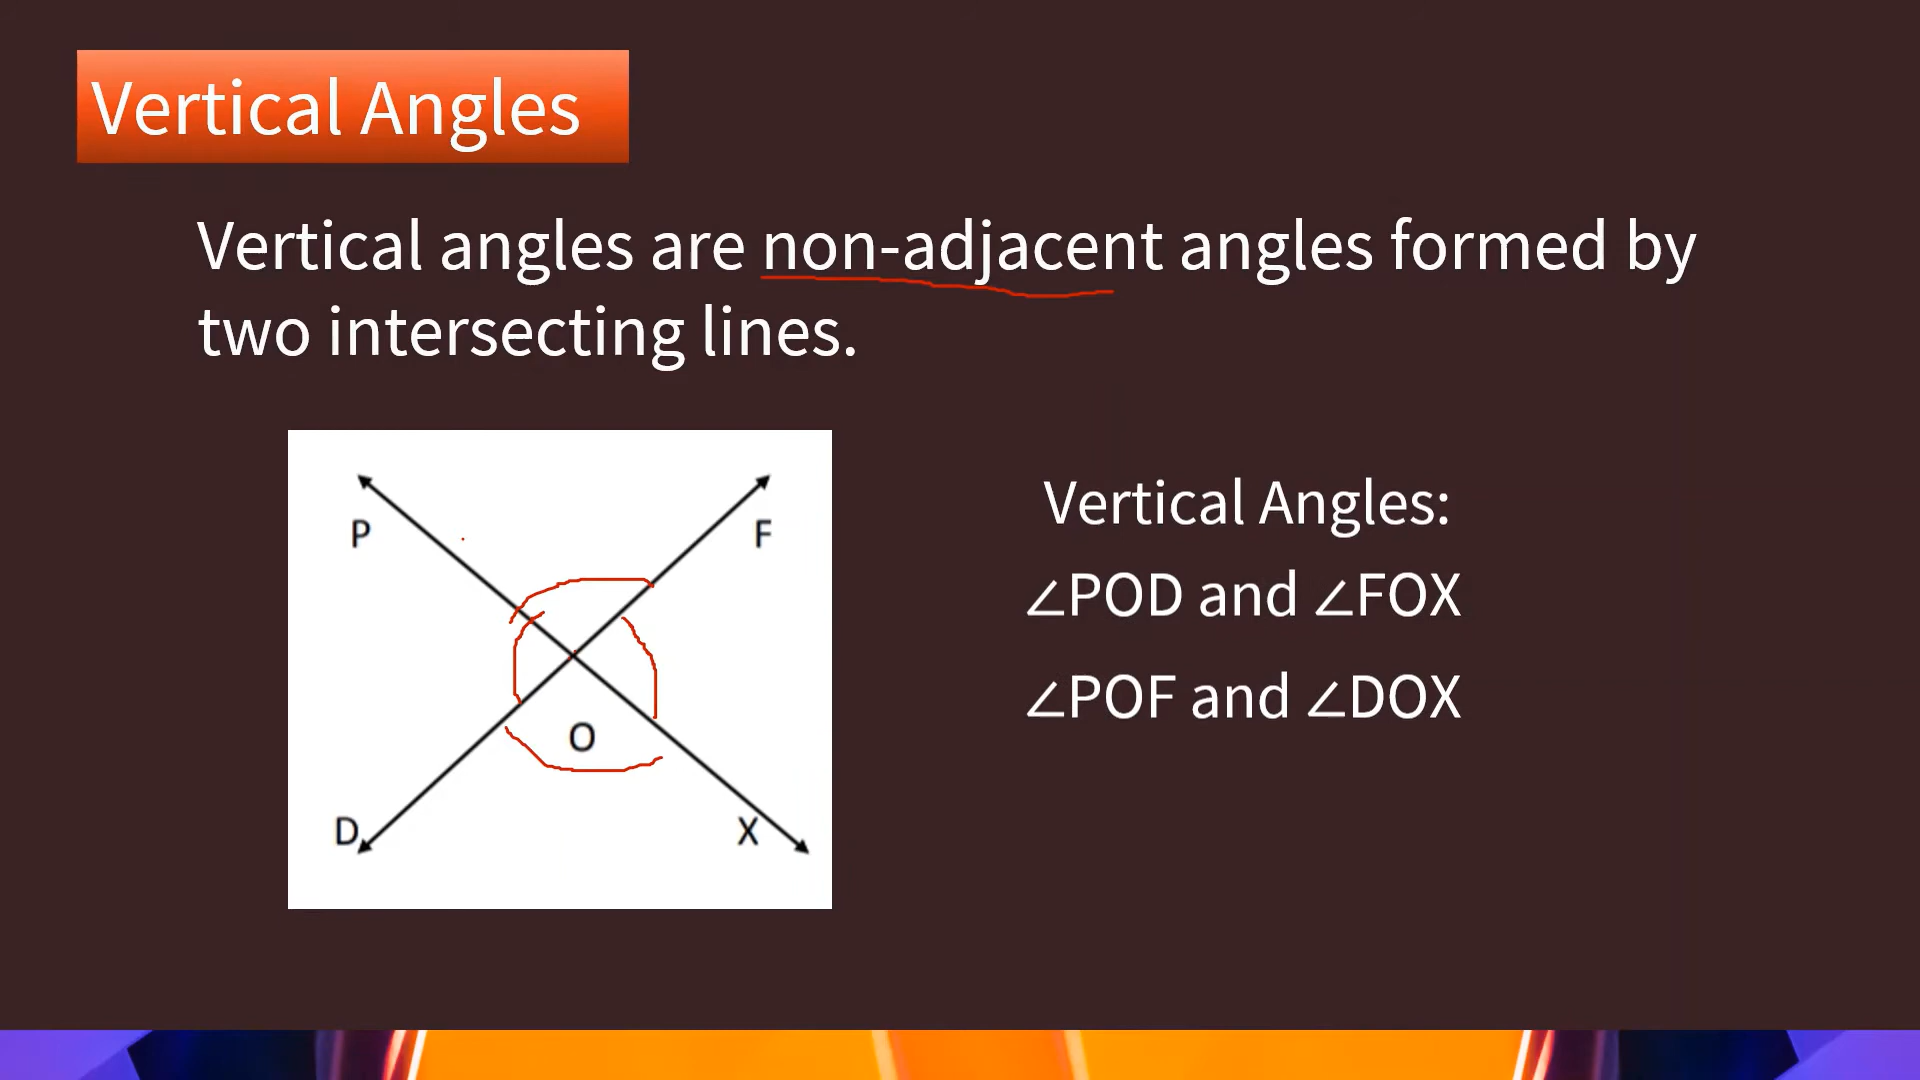 Vertical Angles
Vertical angles are non-adjacent angles formed by
two intersecting lines.
P
F
O
D
X
Vertical Angles:
∠POD and ∠FOX
∠POF and ∠DOX